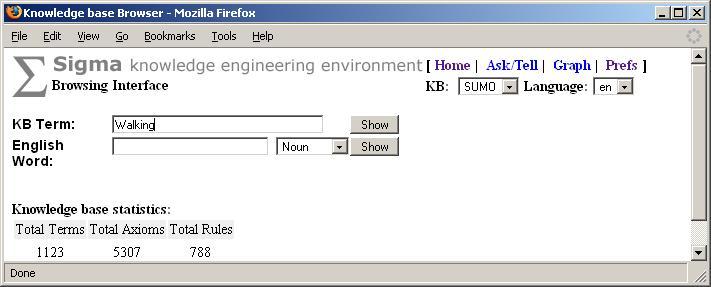 Knowledge base Browser - Mozilla Firefox
File Edit View Go Bookmarks Tools Help
Σ Sigma knowledge engineering environment [ Home | Ask/Tell | Graph | Prefs ]
Browsing Interface KB: SUMO Language: en
KB Term: Walking Show
English Word: Noun Show
Knowledge base statistics:
Total Terms Total Axioms Total Rules
1123 5307 788
Done